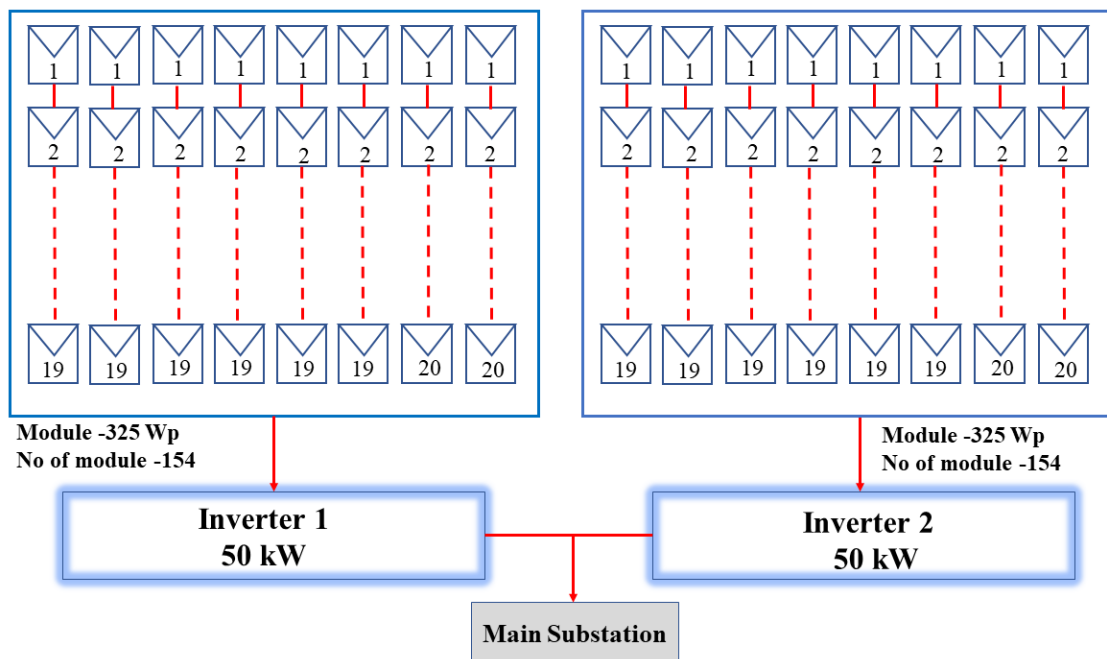 1 1 1 1 1 1 1 1
2 2 2 2 2 2 2 2
19 19 19 19 19 19 20 20
Module -325 Wp
No of module -154
Inverter 1
50 kW
1 1 1 1 1 1 1 1
2 2 2 2 2 2 2 2
19 19 19 19 19 19 20 20
Module -325 Wp
No of module -154
Inverter 2
50 kW
Main Substation